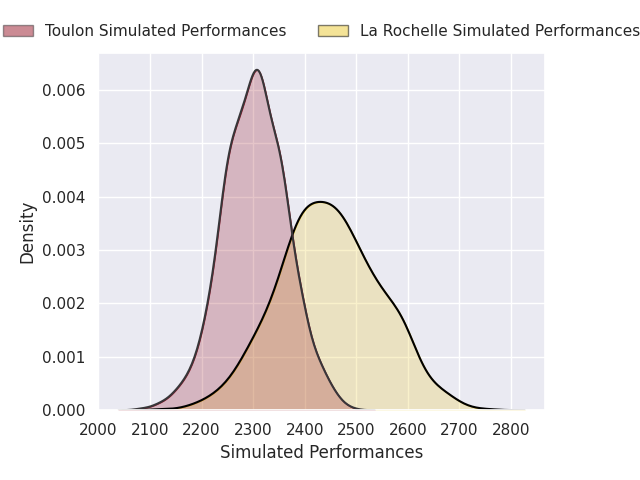 Toulon Simulated Performances La Rochelle Simulated Performances
0.006
0.005
0.004
0.003
0.002
0.001
0.000
Density
2000 2100 2200 2300 2400 2500 2600 2700 2800
Simulated Performances